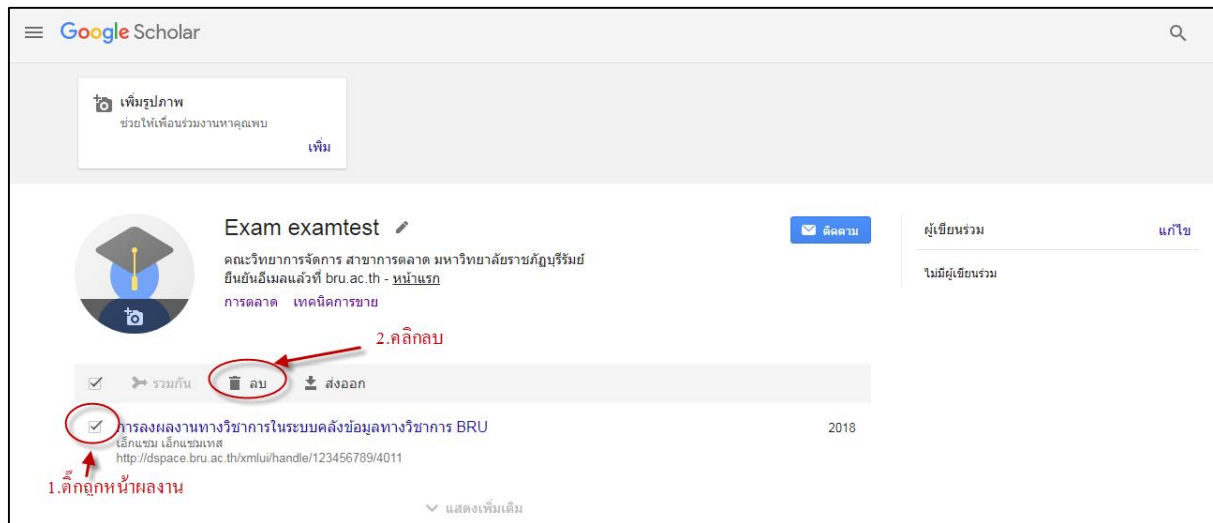 Google Scholar
เพิ่มรูปภาพ
ช่วยให้เพื่อนร่วมงานหาคุณพบ
เพิ่ม
Exam examtest
ติดตาม
คณะวิทยาการจัดการ สาขาการตลาด มหาวิทยาลัยราชภัฏบุรีรัมย์
ยืนยันอีเมลแล้วที่ bru.ac.th - หน้าแรก
การตลาด เทคนิคการขาย
ผู้เขียนร่วม
แก้ไข
ไม่มีผู้เขียนร่วม
2.คลิกลบ
รวมกัน
ลบ
ส่งออก
การลงผลงานทางวิชาการในระบบคลังข้อมูลทางวิชาการ BRU
2018
เอ็กแซม เอ็กแซมเทส
http://dspace.bru.ac.th/xmlui/handle/123456789/4011
1.ติ๊กถูกหน้าผลงาน
แสดงเพิ่มเติม